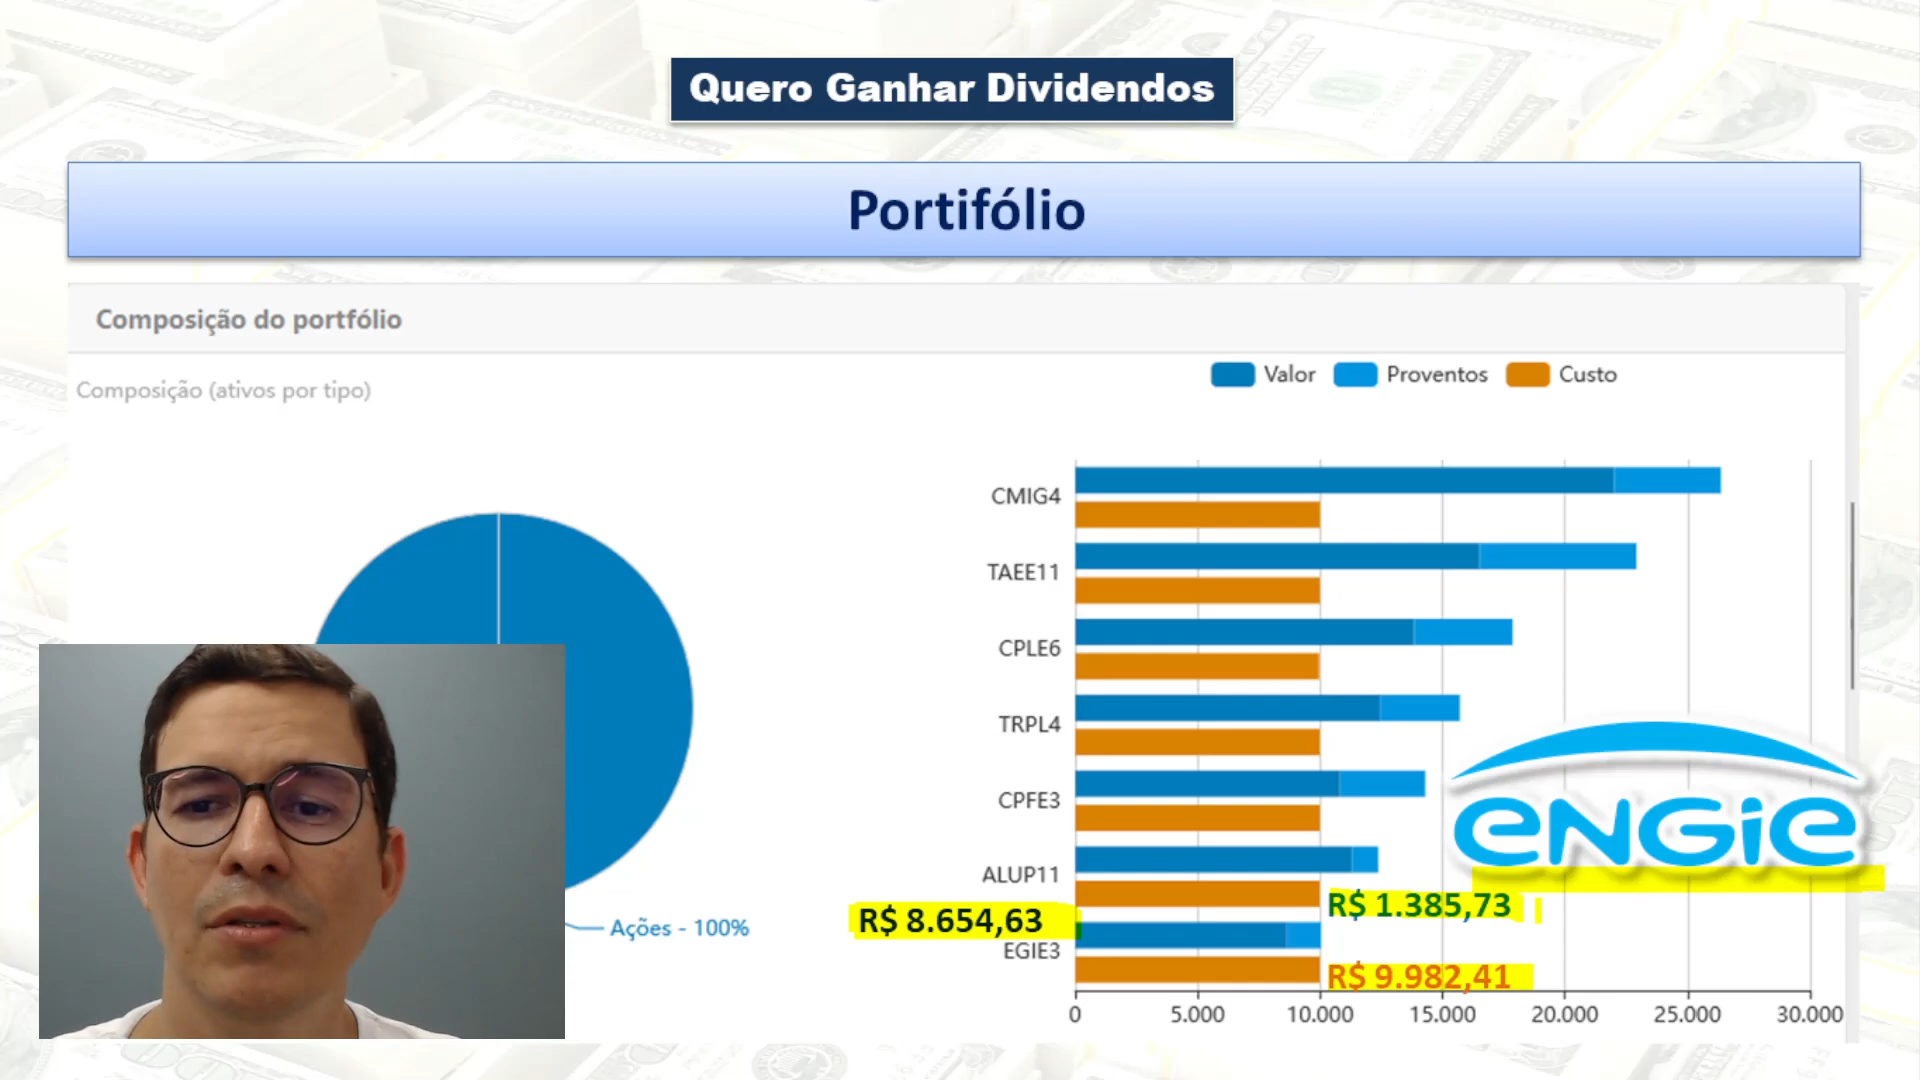 Quero Ganhar Dividendos
Portifólio
Composição do portfólio
Composição (ativos por tipo)
Valor
Proventos
Custo
CMIG4
TAEE11
CPLE6
TRPL4
CPFE3
ALUP11
EGIE3
ENGIE
R$ 1.385,73
R$ 8.654,63
R$ 9.982,41
Ações - 100%
0
5.000
10.000
15.000
20.000
25.000
30.000